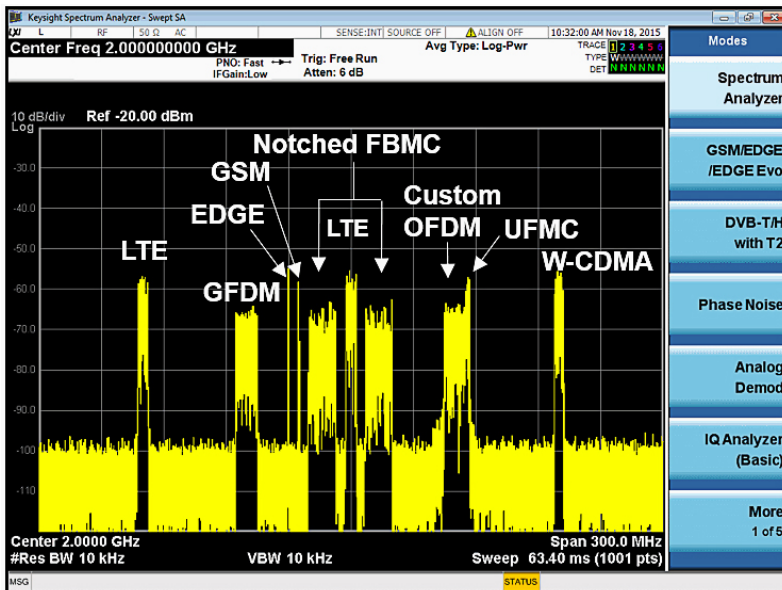 Keysight Spectrum Analyzer - Swept SA
LXI L RF 50 Ω AC SENSE:INT SOURCE OFF ALIGN OFF 10:32:00 AM Nov 18, 2015
Center Freq 2.000000000 GHz
PNO: Fast
IFGain:Low
Trig: Free Run
Atten: 6 dB
Avg Type: Log-Pwr
TRACE 1 2 3 4 5 6
TYPE WWWWWW
DET N N N N N N
10 dB/div Ref -20.00 dBm
Log
-30.0
-40.0
-50.0
-60.0
-70.0
-80.0
-90.0
-100
-110
Notched FBMC
GSM
EDGE
LTE
GFDM
LTE
Custom
OFDM
UFMC
W-CDMA
Center 2.0000 GHz
Span 300.0 MHz
#Res BW 10 kHz
VBW 10 kHz
Sweep 63.40 ms (1001 pts)
MSG
STATUS
Modes
Spectrum
Analyzer
GSM/EDGE
/EDGE Evo
DVB-T/H
with T2
Phase Noise
Analog
Demod
IQ Analyzer
(Basic)
More
1 of 5